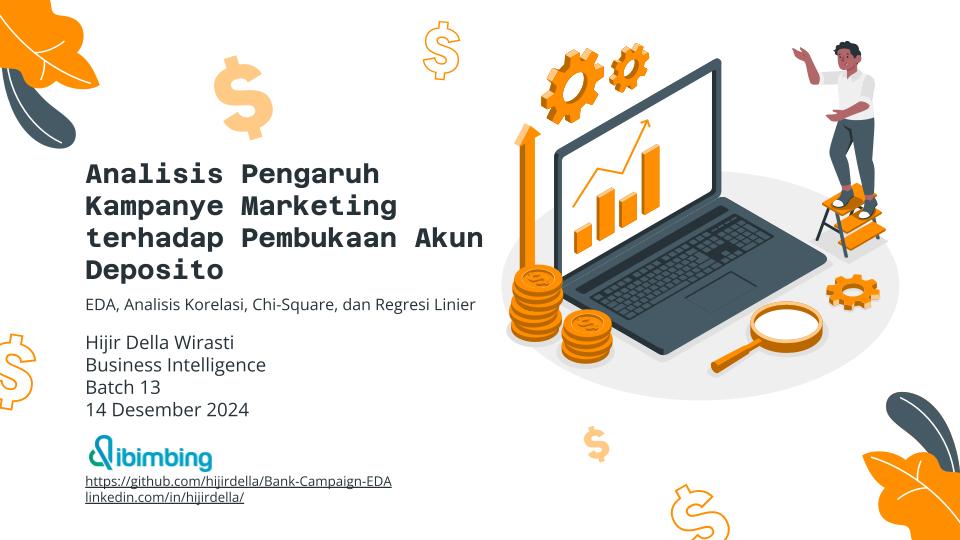 Analisis Pengaruh
Kampanye Marketing
terhadap Pembukaan Akun
Deposito
EDA, Analisis Korelasi, Chi-Square, dan Regresi Linier
Hijir Della Wirasti
Business Intelligence
Batch 13
14 Desember 2024
dibimbing
https://github.com/hijirdella/Bank-Campaign-EDA
linkedin.com/in/hijirdella/